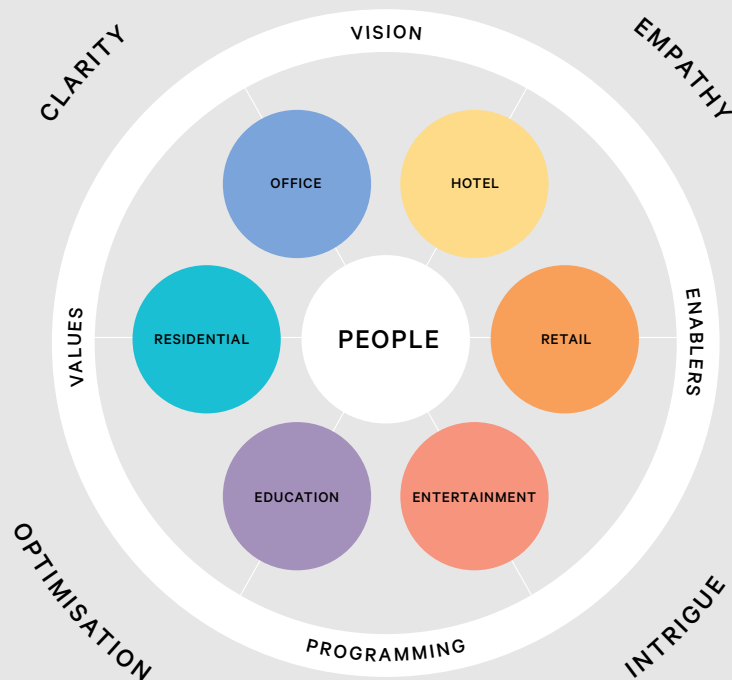 VISION
CLARITY
EMPATHY
OFFICE
HOTEL
VALUES
RESIDENTIAL
PEOPLE
RETAIL
ENABLERS
EDUCATION
ENTERTAINMENT
OPTIMISATION
INTRIGUE
PROGRAMMING